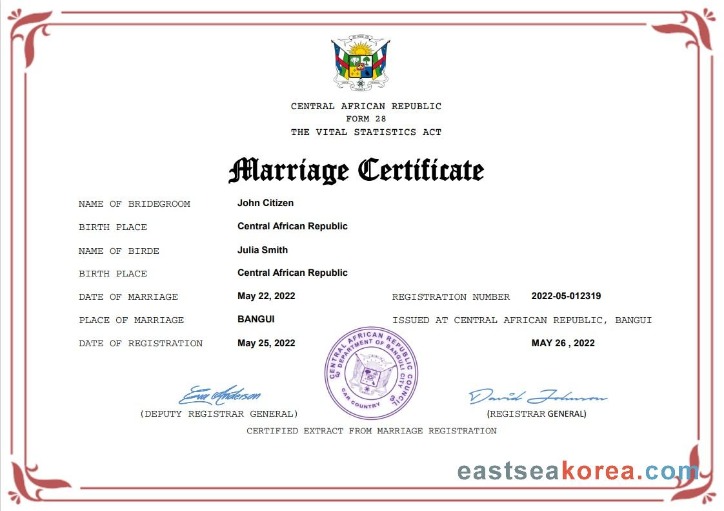 CENTRAL AFRICAN REPUBLIC
FORM 28
THE VITAL STATISTICS ACT
Marriage Certificate
NAME OF BRIDEGROOM John Citizen
BIRTH PLACE Central African Republic
NAME OF BIRDE Julia Smith
BIRTH PLACE Central African Republic
DATE OF MARRIAGE May 22, 2022 REGISTRATION NUMBER 2022-05-012319
PLACE OF MARRIAGE BANGUI ISSUED AT CENTRAL AFRICAN REPUBLIC, BANGUI
DATE OF REGISTRATION May 25, 2022 MAY 26 , 2022
CENTRAL AFRICAN REPUBLIC COUNCIL
DEPARTMENT OF BANGULI CITY
CAR COUNTRY
Anderson David Johnson
(DEPUTY REGISTRAR GENERAL) (REGISTRAR GENERAL)
CERTIFIED EXTRACT FROM MARRIAGE REGISTRATION
eastseakorea.com